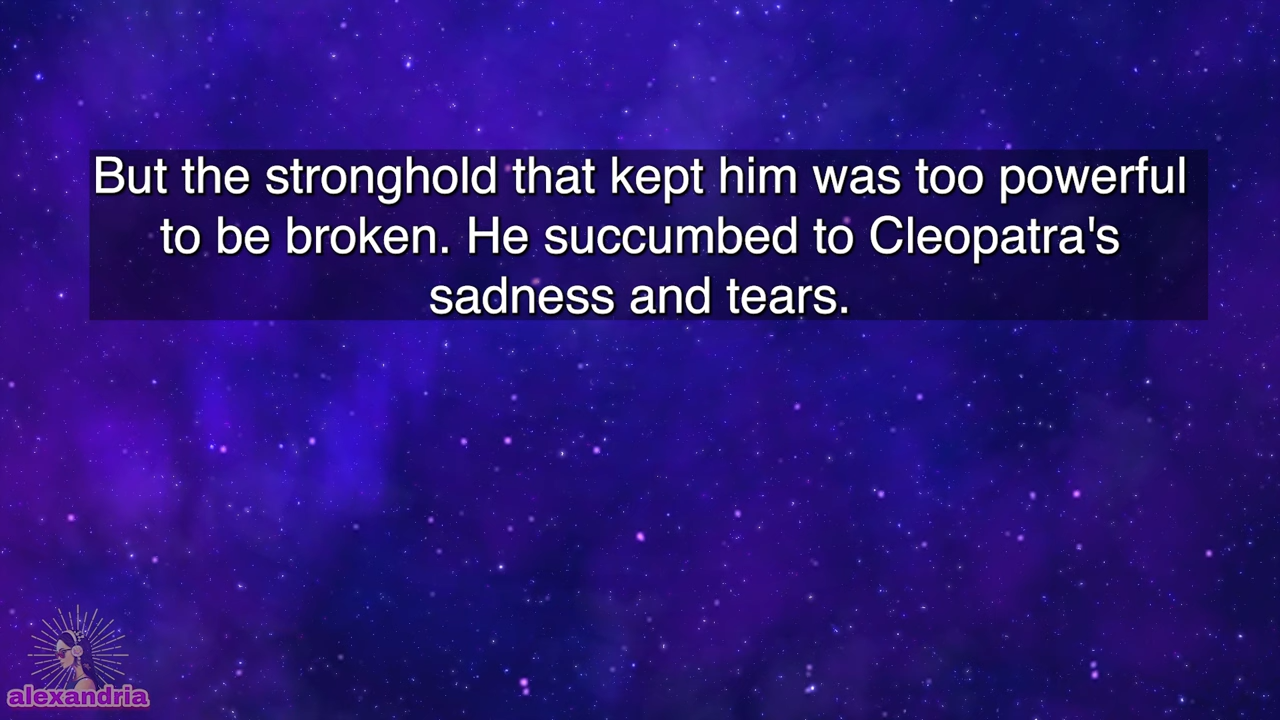 But the stronghold that kept him was too powerful
to be broken. He succumbed to Cleopatra's
sadness and tears.
alexandria